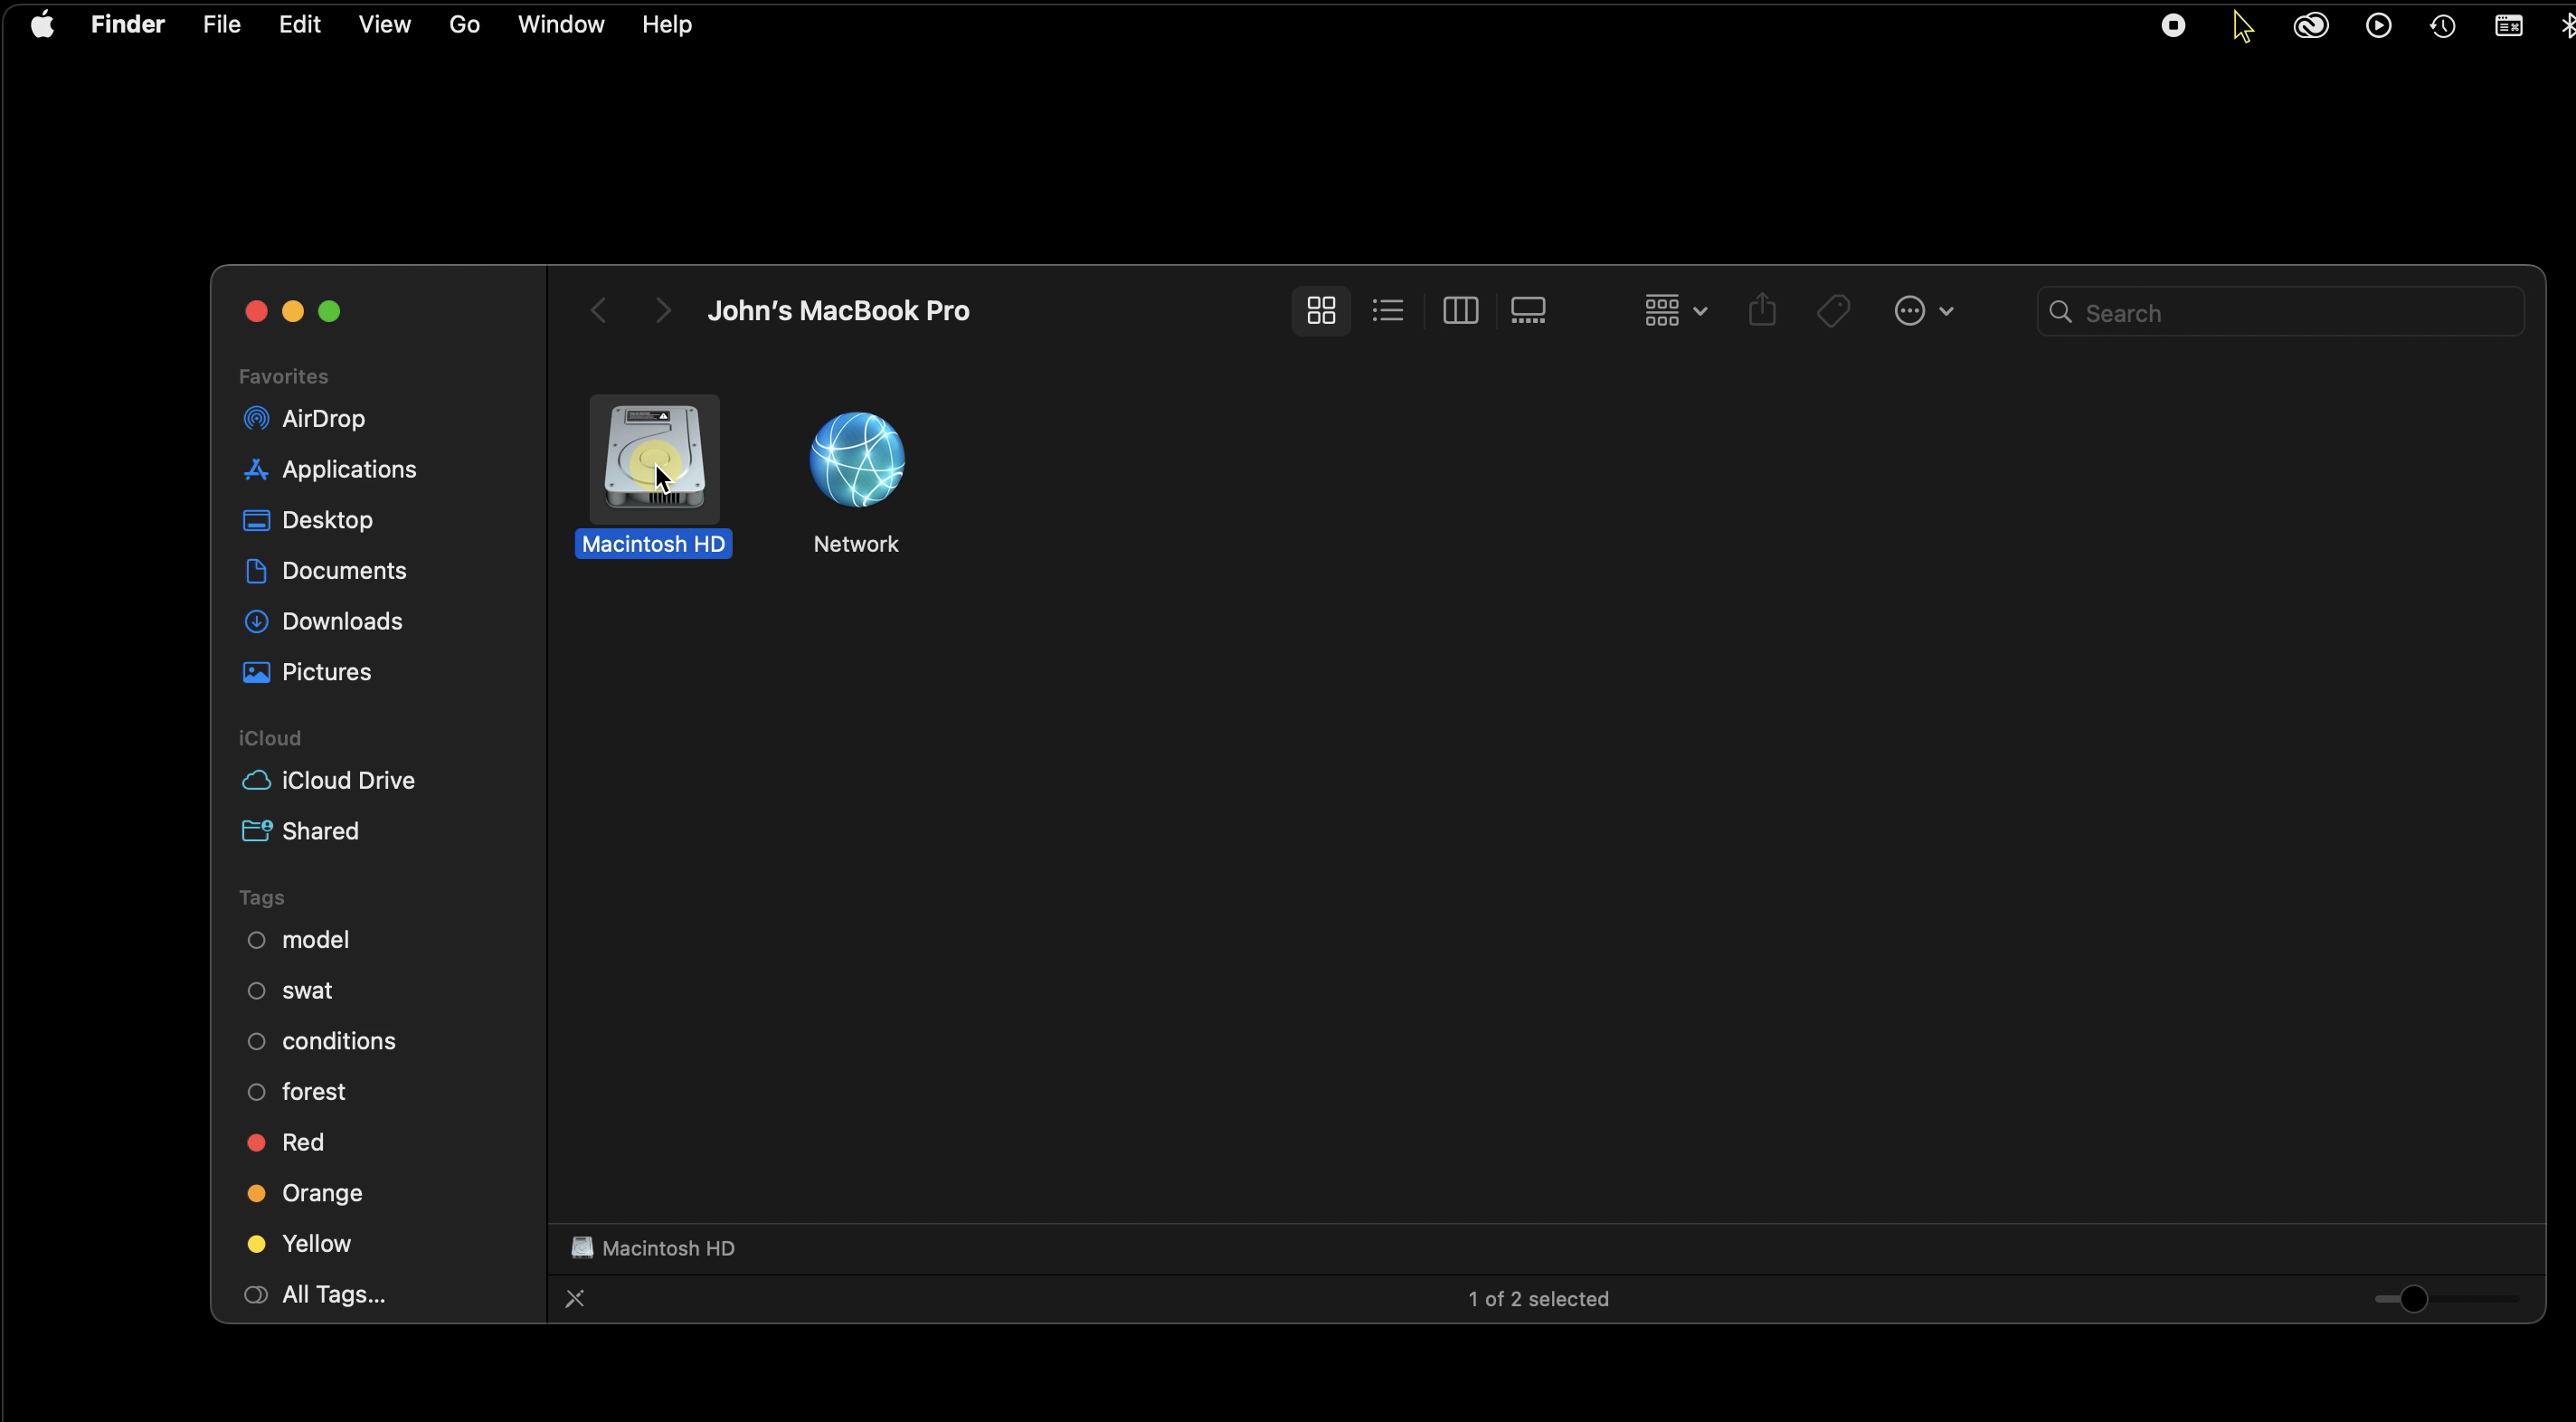 Finder File Edit View Go Window Help
John's MacBook Pro
Search
Favorites
AirDrop
Applications
Desktop
Documents
Downloads
Pictures
iCloud
iCloud Drive
Shared
Tags
model
swat
conditions
forest
Red
Orange
Yellow
All Tags...
Macintosh HD
Network
Macintosh HD
1 of 2 selected